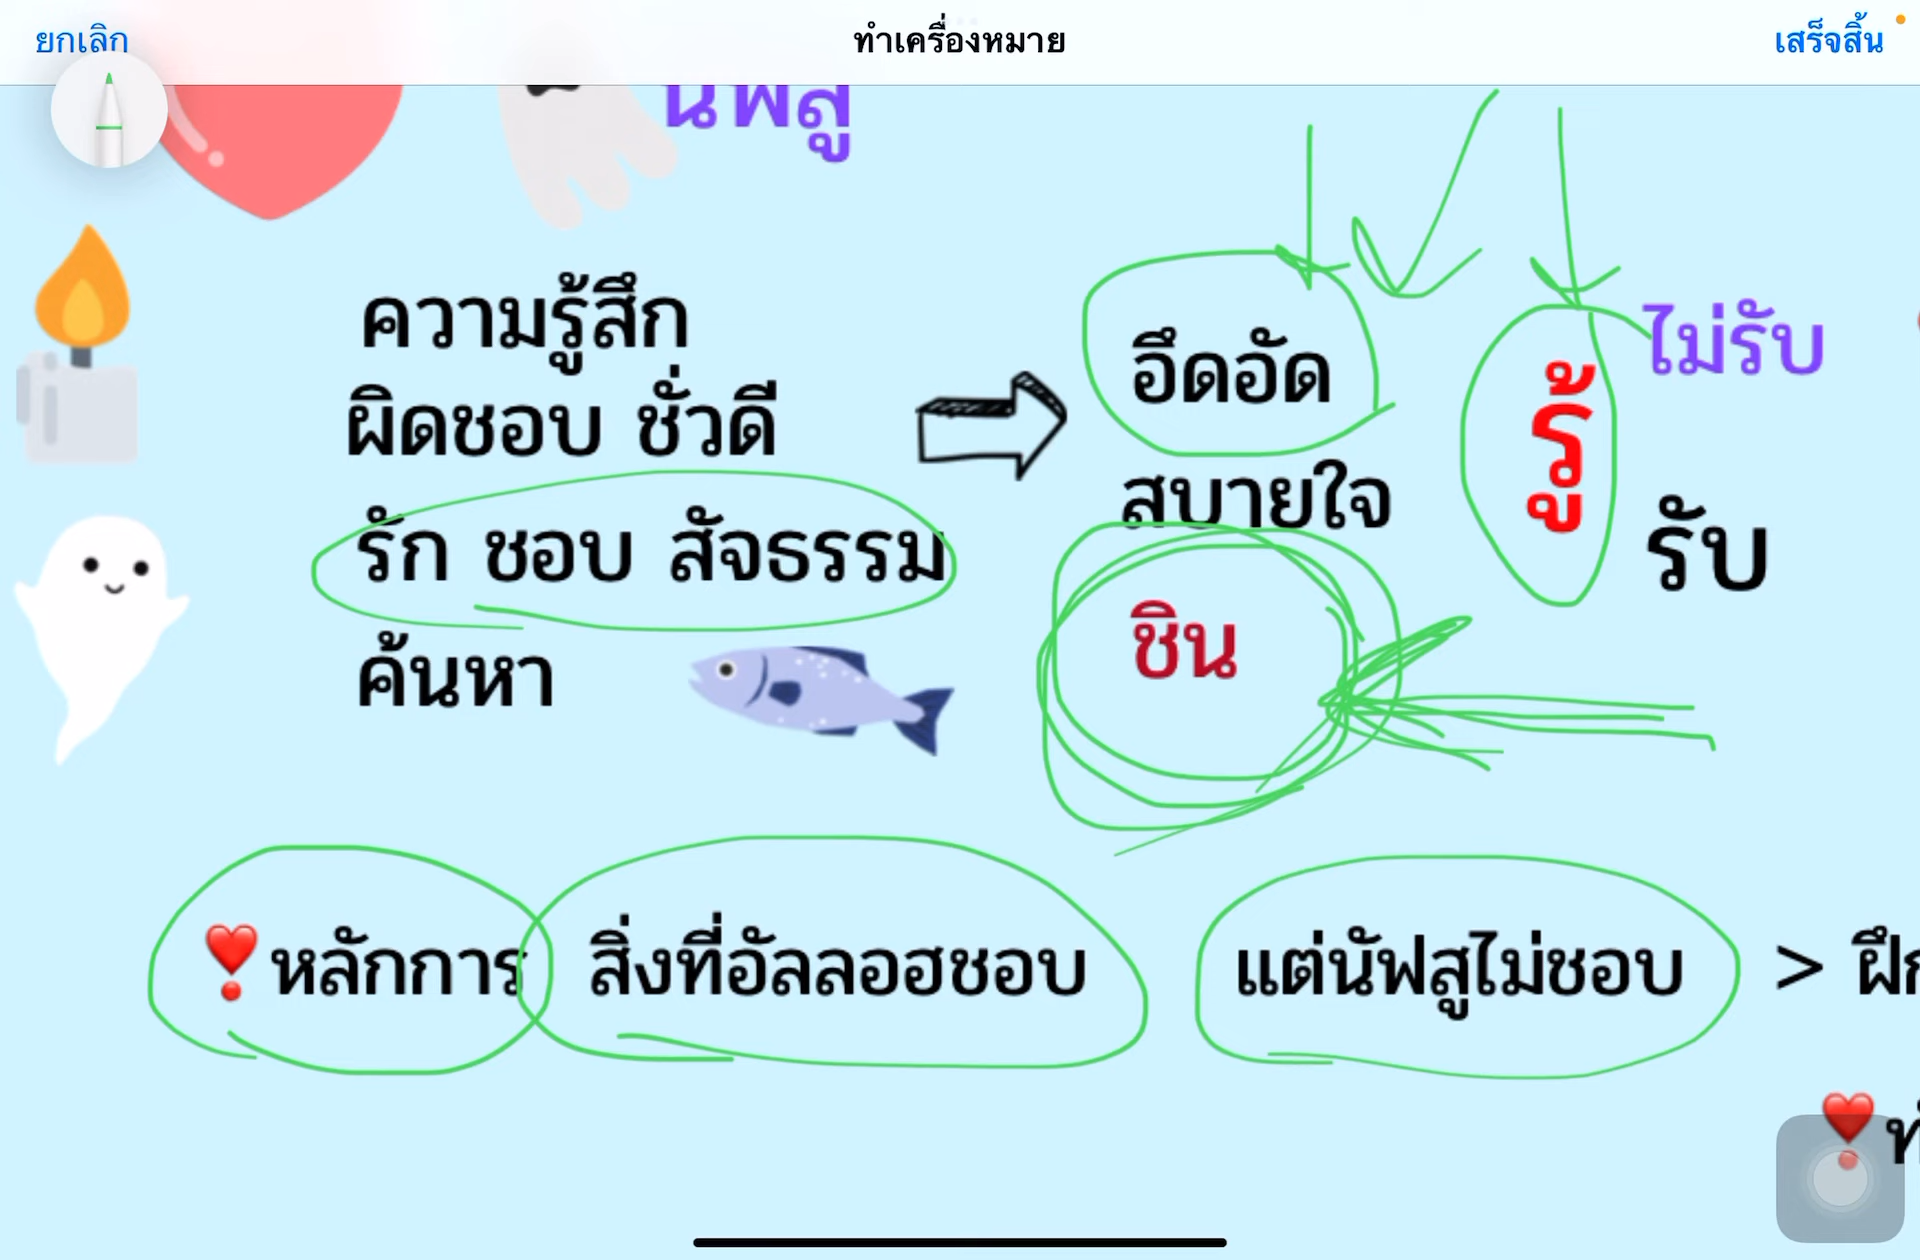 ยกเลิก ทำเครื่องหมาย เสร็จสิ้น
นัฟสู
ความรู้สึก
ผิดชอบ ชั่วดี
รัก ชอบ สัจธรรม
ค้นหา
อึดอัด
สบายใจ
ชิน
รู้
ไม่รับ
รับ
หลักการ สิ่งที่อัลลอฮชอบ แต่นัฟสูไม่ชอบ >